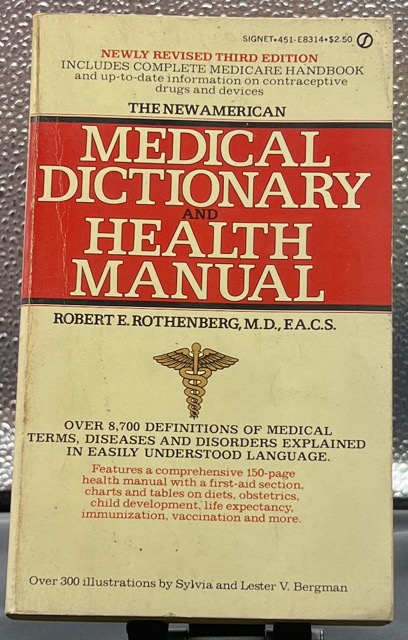 SIGNET•451-E8314•$2.50
NEWLY REVISED THIRD EDITION
INCLUDES COMPLETE MEDICARE HANDBOOK
and up-to-date information on contraceptive
drugs and devices
THE NEW AMERICAN
MEDICAL
DICTIONARY
AND
HEALTH
MANUAL
ROBERT E. ROTHENBERG, M.D., F.A.C.S.
OVER 8,700 DEFINITIONS OF MEDICAL
TERMS, DISEASES AND DISORDERS EXPLAINED
IN EASILY UNDERSTOOD LANGUAGE.
Features a comprehensive 150-page
health manual with a first-aid section,
charts and tables on diets, obstetrics,
child development, life expectancy,
immunization, vaccination and more.
Over 300 illustrations by Sylvia and Lester V. Bergman